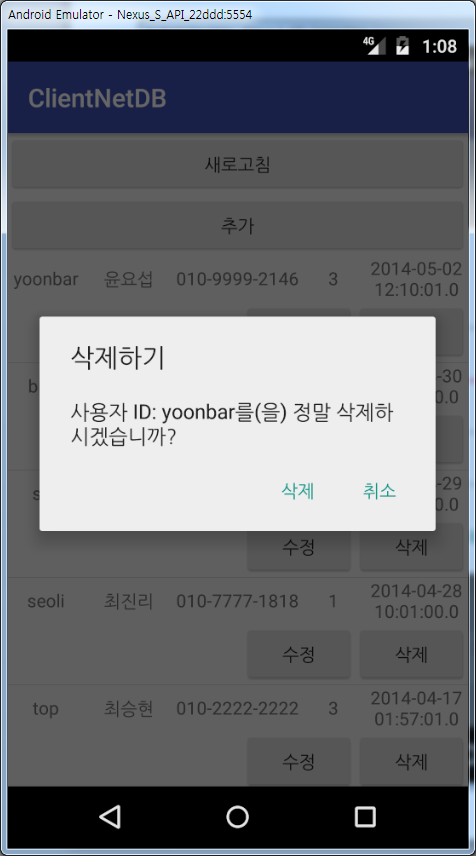 Android Emulator - Nexus_S_API_22ddd:5554
4G 1:08
ClientNetDB
새로고침
추가
yoonbar 윤요섭 010-9999-2146 3 2014-05-02
12:10:01.0
삭제하기
사용자 ID: yoonbar를(을) 정말 삭제하
시겠습니까?
삭제 취소
수정 삭제
seoli 최진리 010-7777-1818 1 2014-04-28
10:01:00.0
수정 삭제
top 최승현 010-2222-2222 3 2014-04-17
01:57:01.0
수정 삭제